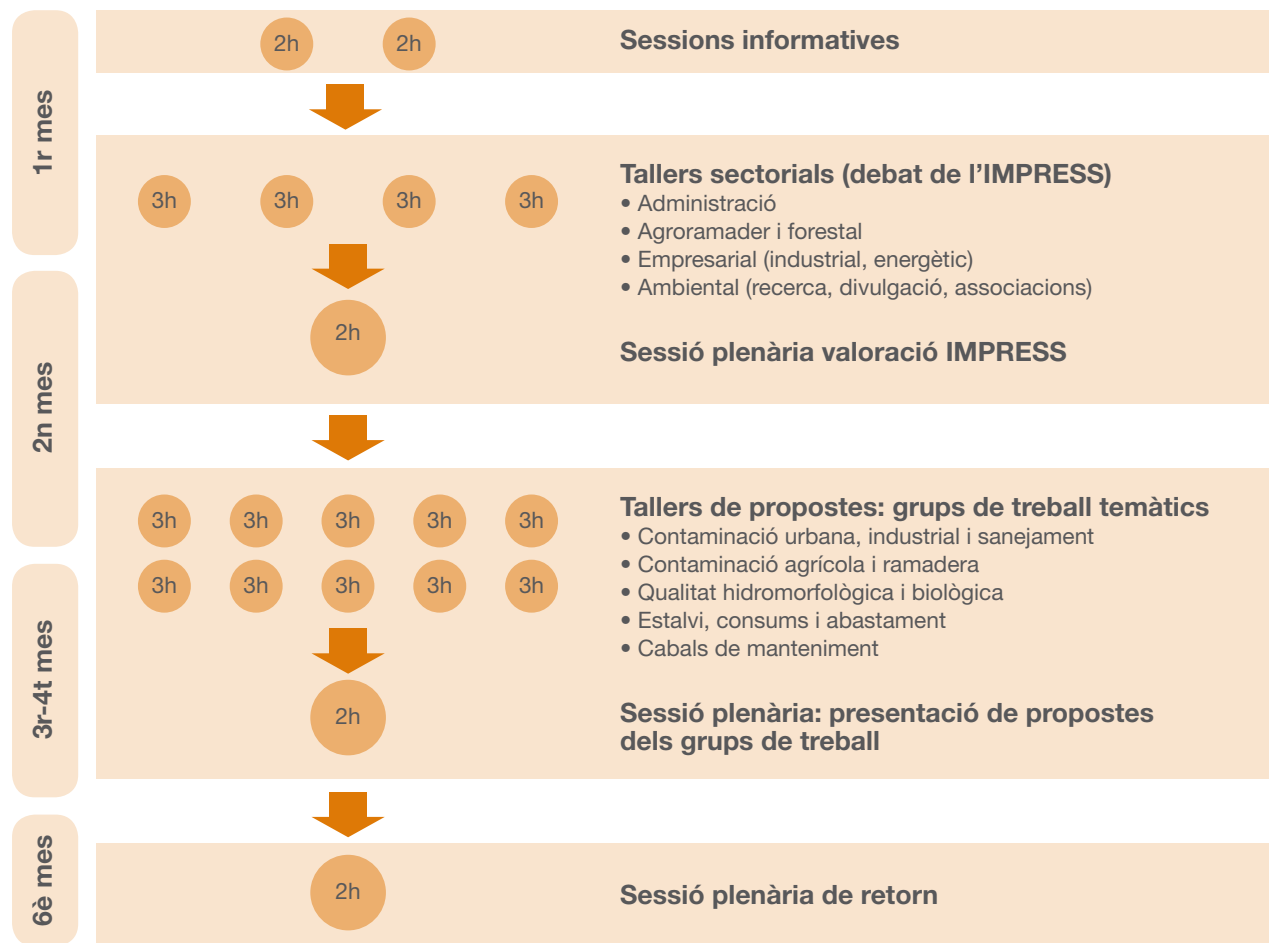 1r mes
2h 2h
Sessions informatives
3h 3h 3h 3h
Tallers sectorials (debat de l’IMPRESS)
• Administració
• Agroramader i forestal
• Empresarial (industrial, energètic)
• Ambiental (recerca, divulgació, associacions)
2n mes
2h
Sessió plenària valoració IMPRESS
3h 3h 3h 3h 3h
3h 3h 3h 3h 3h
Tallers de propostes: grups de treball temàtics
• Contaminació urbana, industrial i sanejament
• Contaminació agrícola i ramadera
• Qualitat hidromorfològica i biològica
• Estalvi, consums i abastament
• Cabals de manteniment
3r-4t mes
2h
Sessió plenària: presentació de propostes
dels grups de treball
6è mes
2h
Sessió plenària de retorn